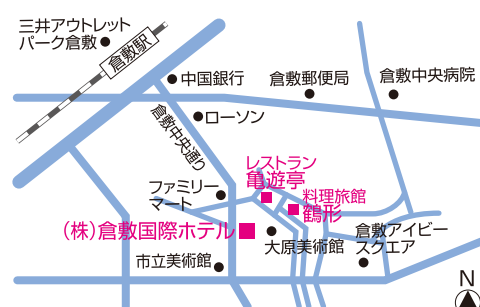 三井アウトレット
パーク倉敷
倉敷駅
中国銀行
倉敷郵便局
倉敷中央病院
ローソン
倉敷中央通り
レストラン
亀遊亭
ファミリー
マート
料理旅館
鶴形
(株)倉敷国際ホテル
大原美術館
倉敷アイビー
スクエア
市立美術館
N